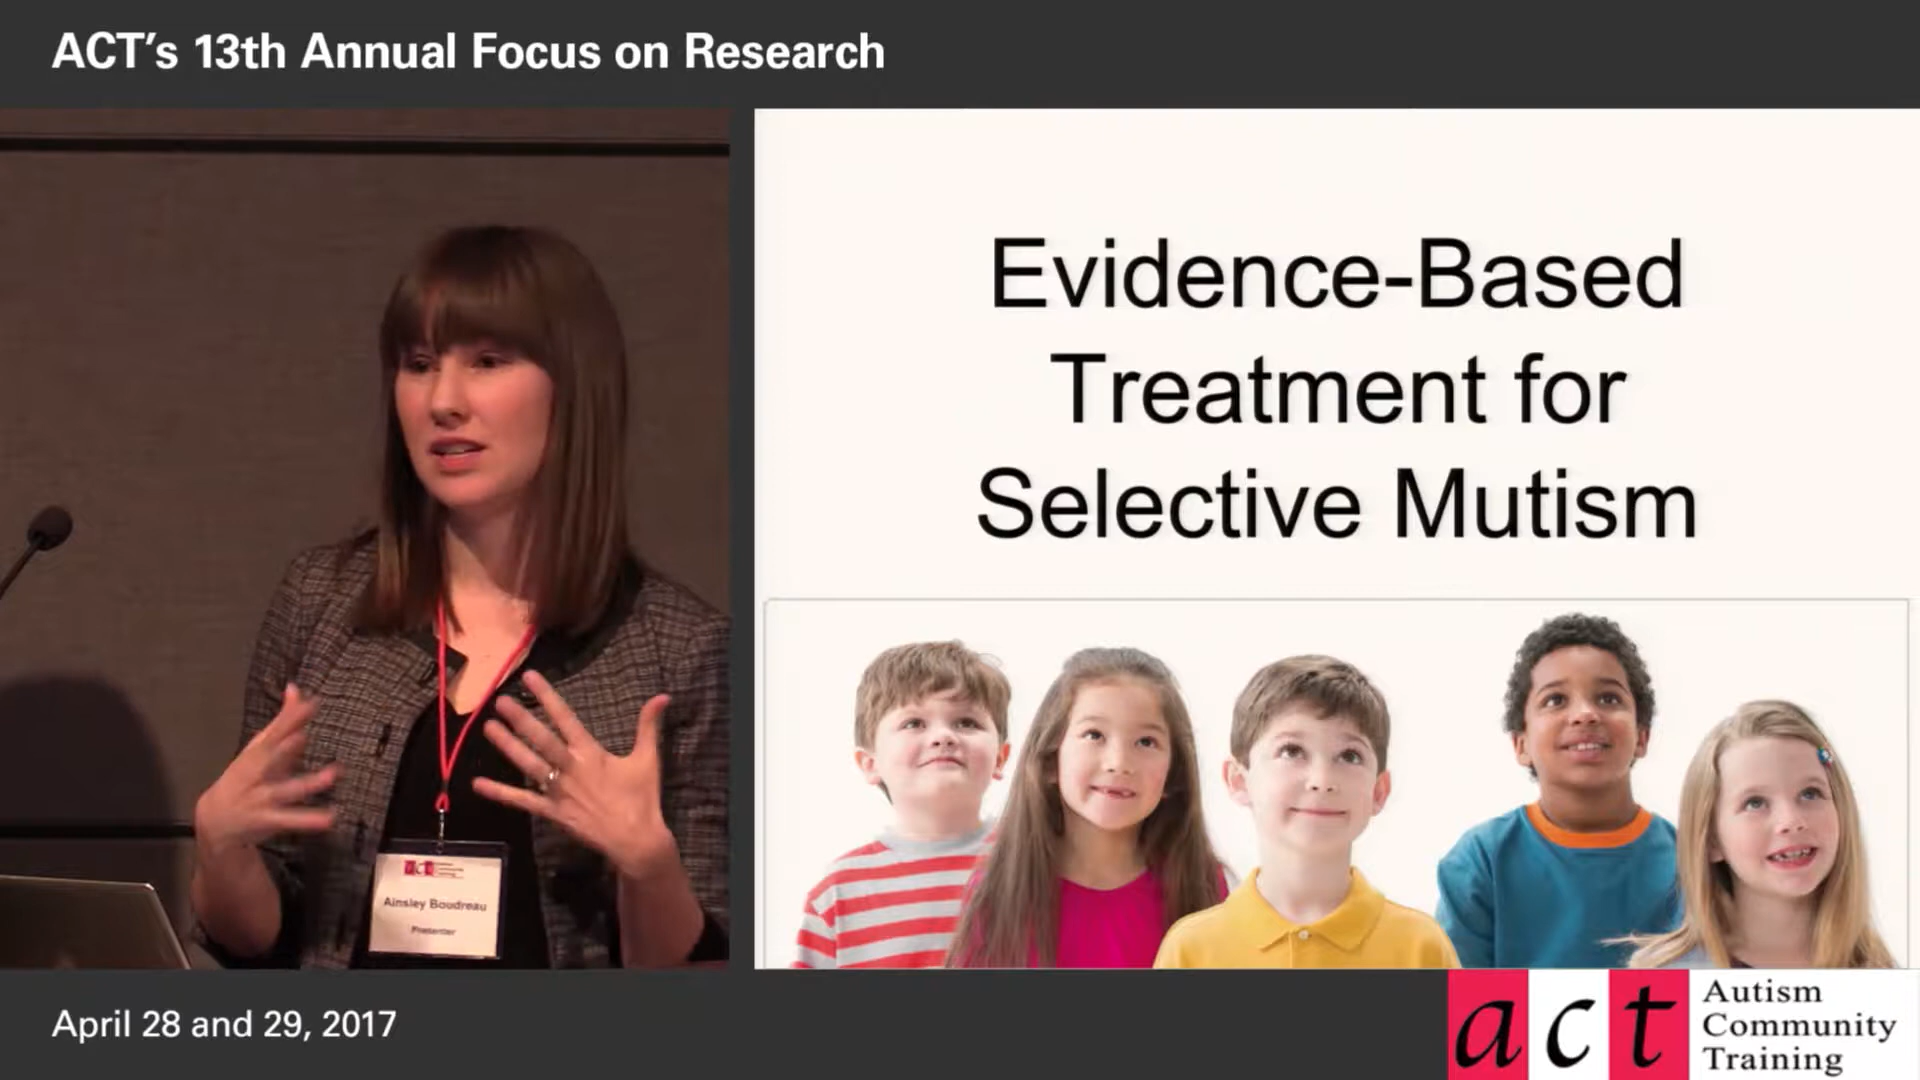 ACT's 13th Annual Focus on Research
Evidence-Based
Treatment for
Selective Mutism
act
Ainsley Boudreau
Presenter
April 28 and 29, 2017
act
Autism
Community
Training